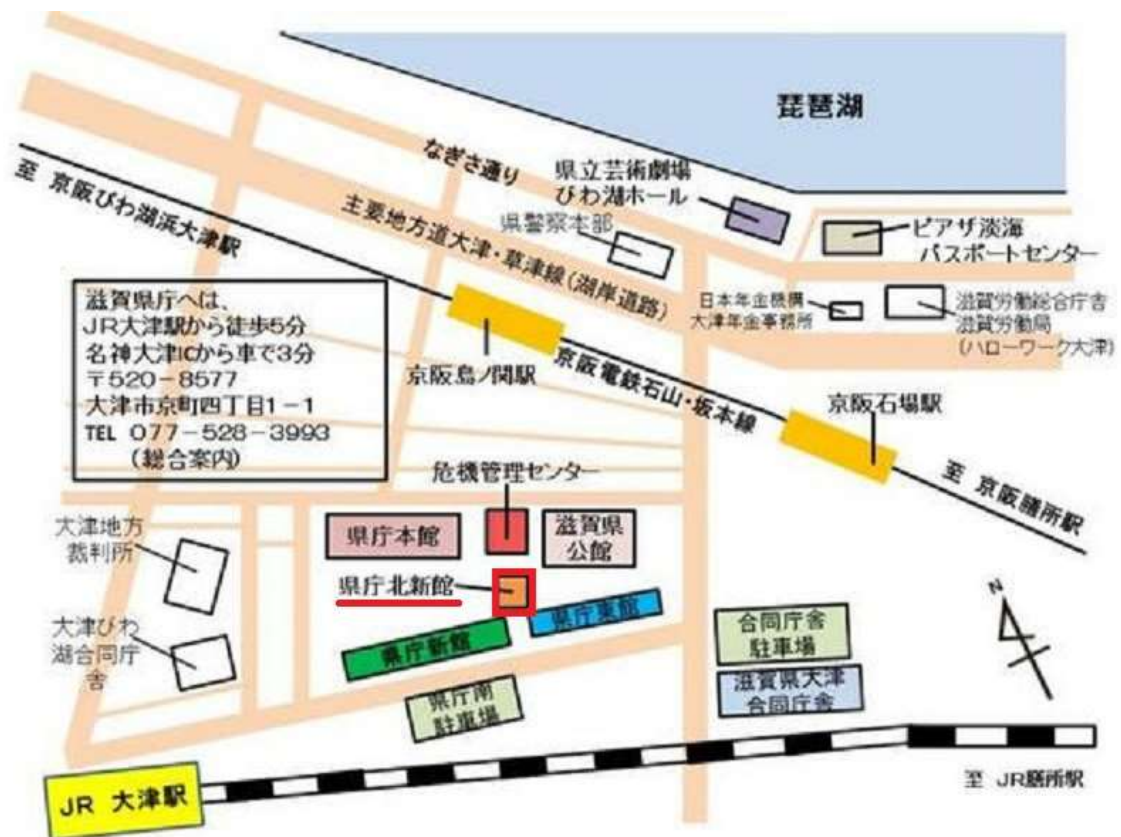 琵琶湖
なぎさ通り
県立芸術劇場
びわ湖ホール
至 京阪びわ湖浜大津駅
主要地方道大津・草津線(湖岸道路)
県警察本部
ピアザ淡海
パスポートセンター
日本年金機構
大津年金事務所
滋賀労働総合庁舎
滋賀労働局
(ハローワーク大津)
滋賀県庁へは、
JR大津駅から徒歩5分
名神大津ICから車で3分
〒520-8577
大津市京町四丁目1-1
TEL 077-528-3993
(総合案内)
京阪島ノ関駅
京阪電鉄石山・坂本線
京阪石場駅
至 京阪膳所駅
危機管理センター
大津地方
裁判所
県庁本館
滋賀県
公館
県庁北新館
県庁東館
県庁新館
大津びわ
湖合同庁
舎
合同庁舎
駐車場
滋賀県大津
合同庁舎
県庁南
駐車場
N
JR 大津駅
至 JR膳所駅